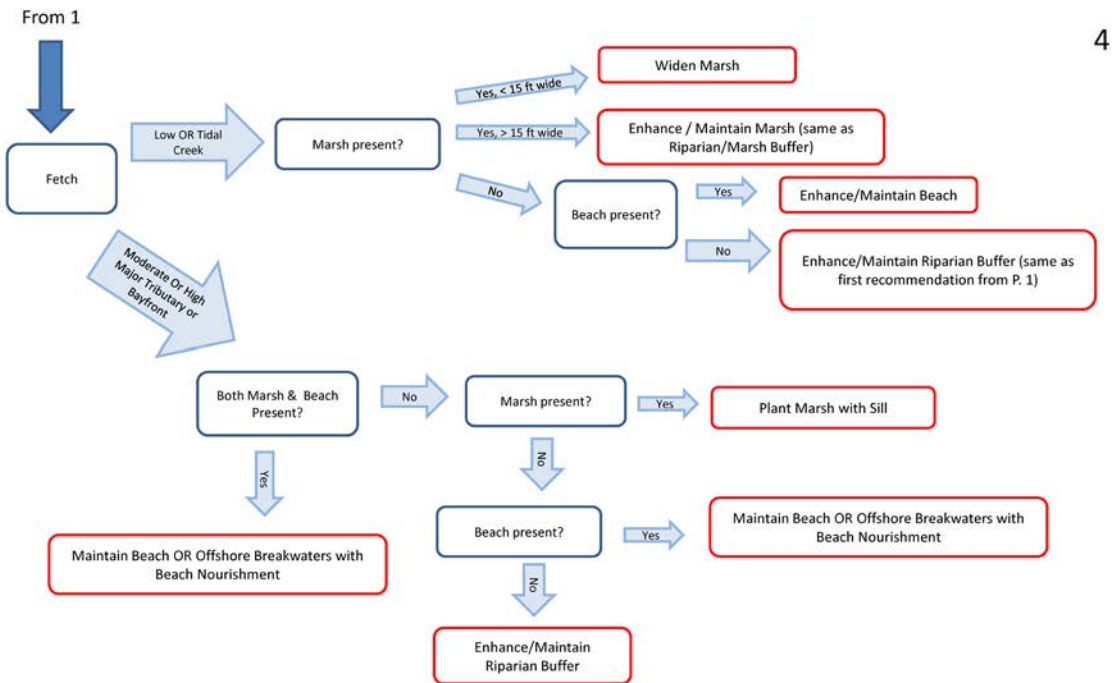 From 1
4
Fetch
Low OR Tidal
Creek
Marsh present?
Yes, < 15 ft wide
Widen Marsh
Yes, > 15 ft wide
Enhance / Maintain Marsh (same as
Riparian/Marsh Buffer)
No
Beach present?
Yes
Enhance/Maintain Beach
No
Enhance/Maintain Riparian Buffer (same as
first recommendation from P. 1)
Moderate Or High
Major Tributary or
Bayfront
Both Marsh & Beach
Present?
No
Marsh present?
Yes
Plant Marsh with Sill
Yes
Maintain Beach OR Offshore Breakwaters with
Beach Nourishment
No
Beach present?
Yes
Maintain Beach OR Offshore Breakwaters with
Beach Nourishment
No
Enhance/Maintain
Riparian Buffer